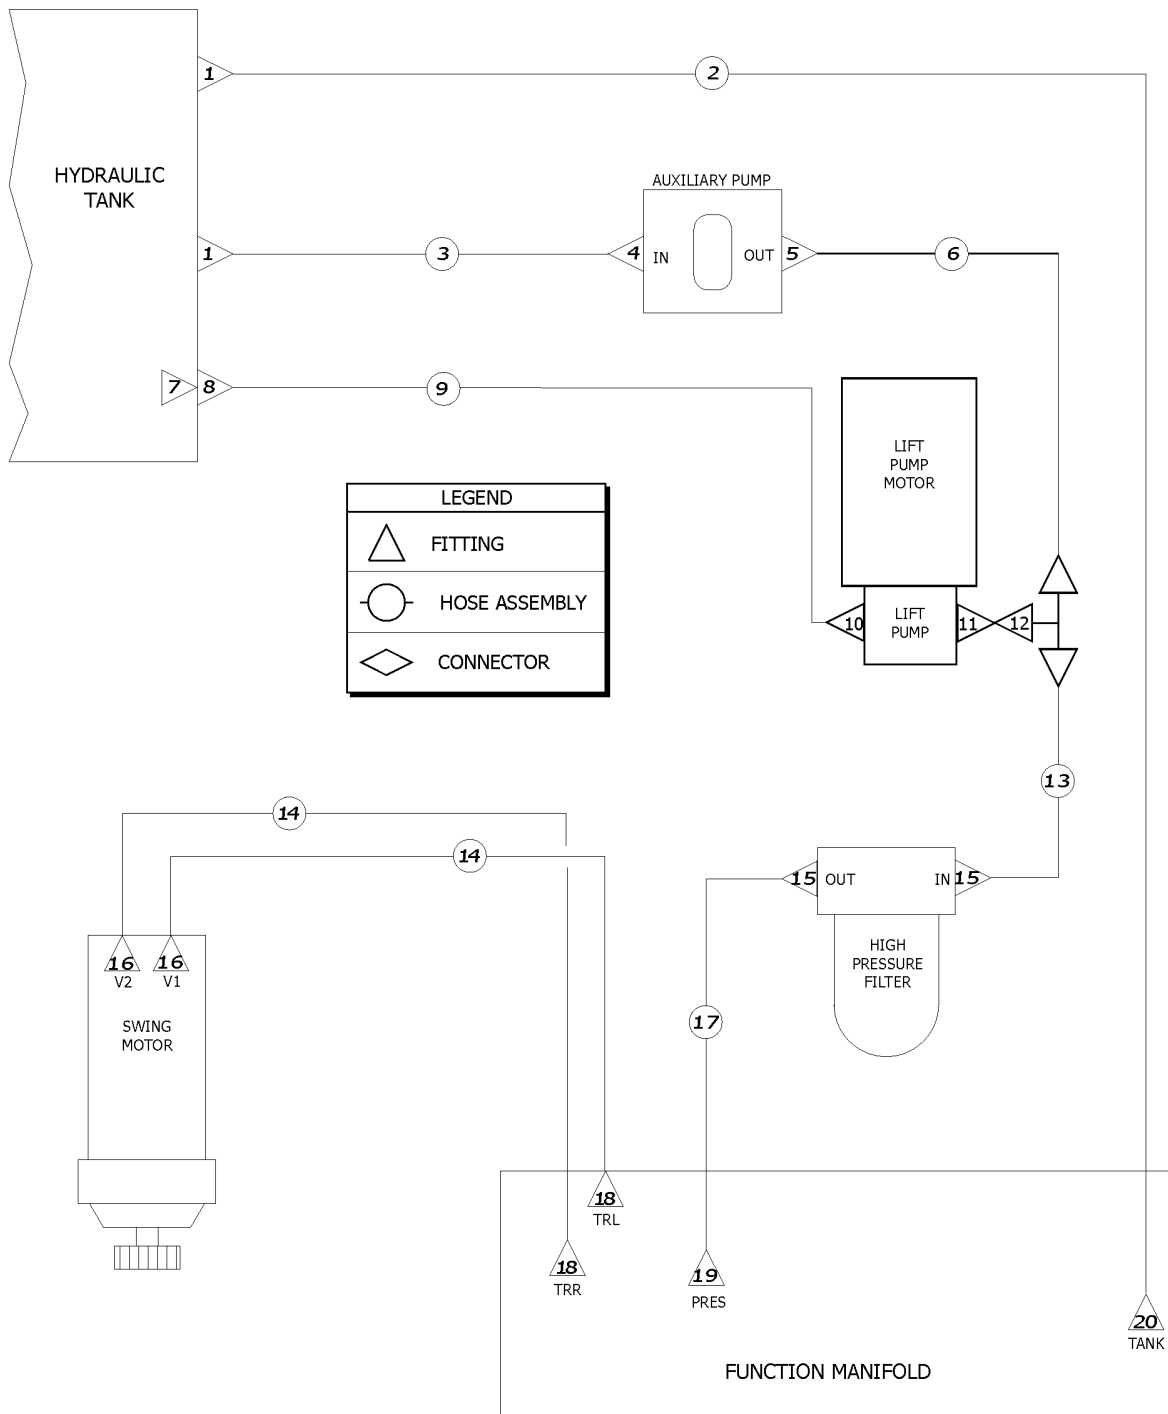 1
2
HYDRAULIC
TANK
AUXILIARY PUMP
1
3
4
IN
OUT
5
6
7
8
9
LIFT
PUMP
MOTOR
LEGEND
FITTING
HOSE ASSEMBLY
CONNECTOR
10
LIFT
PUMP
11
12
13
14
14
15
OUT
IN
15
HIGH
PRESSURE
FILTER
16
16
V2
V1
SWING
MOTOR
17
18
TRL
18
TRR
19
PRES
20
TANK
FUNCTION MANIFOLD